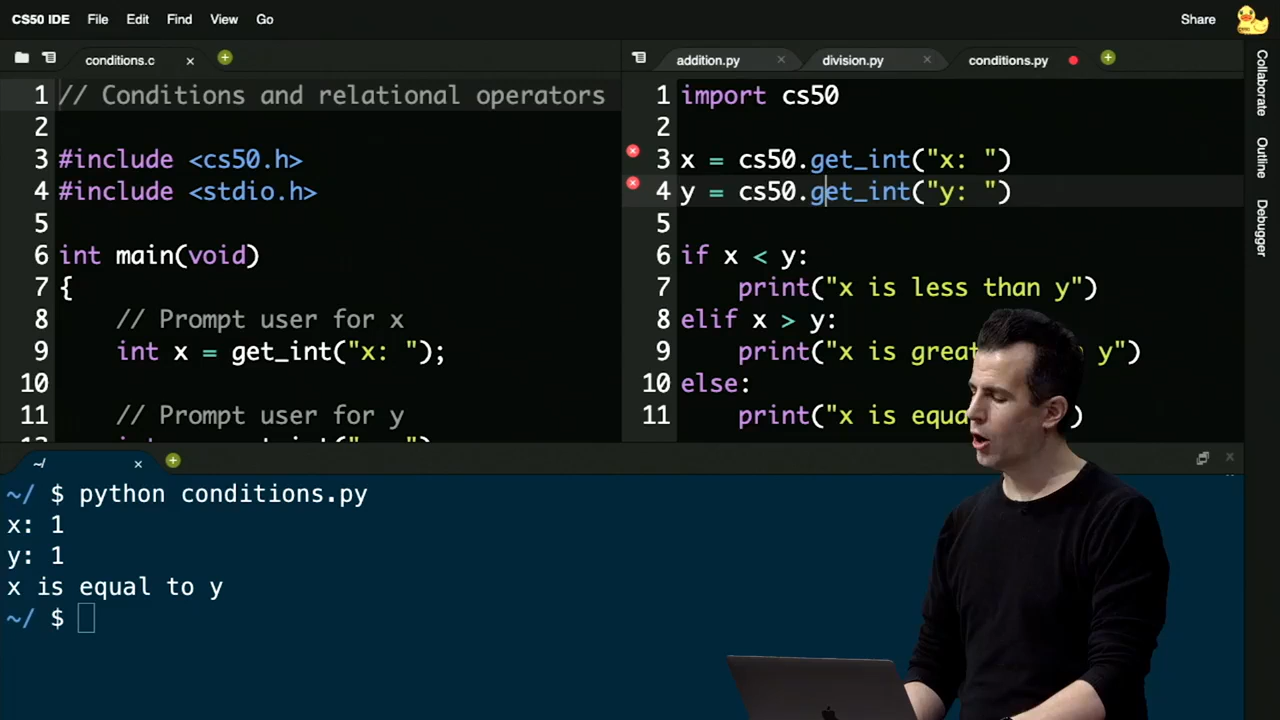 CS50 IDE File Edit Find View Go Share
conditions.c
addition.py division.py conditions.py
1 // Conditions and relational operators
2
3 #include <cs50.h>
4 #include <stdio.h>
5
6 int main(void)
7 {
8 // Prompt user for x
9 int x = get_int("x: ");
10
11 // Prompt user for y
1 import cs50
2
3 x = cs50.get_int("x: ")
4 y = cs50.get_int("y: ")
5
6 if x < y:
7 print("x is less than y")
8 elif x > y:
9 print("x is great y")
10 else:
11 print("x is equa )
Collaborate
Outline
Debugger
~/
~/ $ python conditions.py
x: 1
y: 1
x is equal to y
~/ $